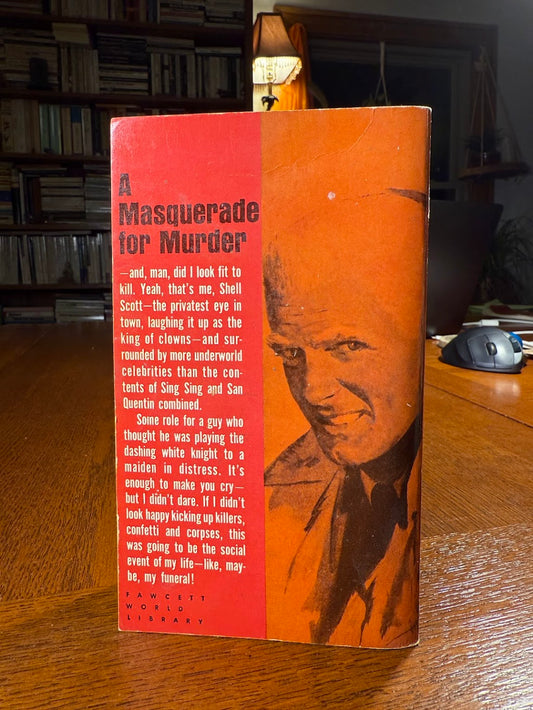 A
Masquerade
for Murder
—and, man, did I look fit to
kill. Yeah, that's me, Shell
Scott—the privatest eye in
town, laughing it up as the
king of clowns—and sur-
rounded by more underworld
celebrities than the con-
tents of Sing Sing and San
Quentin combined.
Some role for a guy who
thought he was playing the
dashing white knight to a
maiden in distress. It's
enough to make you cry—
but I didn't dare. If I didn't
look happy kicking up killers,
confetti and corpses, this
was going to be the social
event of my life—like, may-
be, my funeral!
FAWCETT
WORLD
LIBRARY